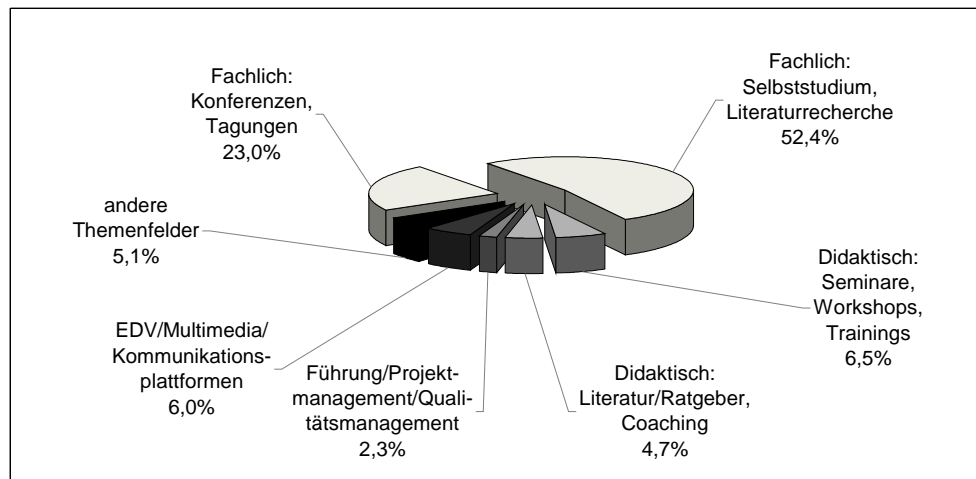 Fachlich:
Konferenzen,
Tagungen
23,0%
Fachlich:
Selbststudium,
Literaturrecherche
52,4%
andere
Themenfelder
5,1%
Didaktisch:
Seminare,
Workshops,
Trainings
6,5%
EDV/Multimedia/
Kommunikations-
plattformen
6,0%
Führung/Projekt-
management/Quali-
tätsmanagement
2,3%
Didaktisch:
Literatur/Ratgeber,
Coaching
4,7%